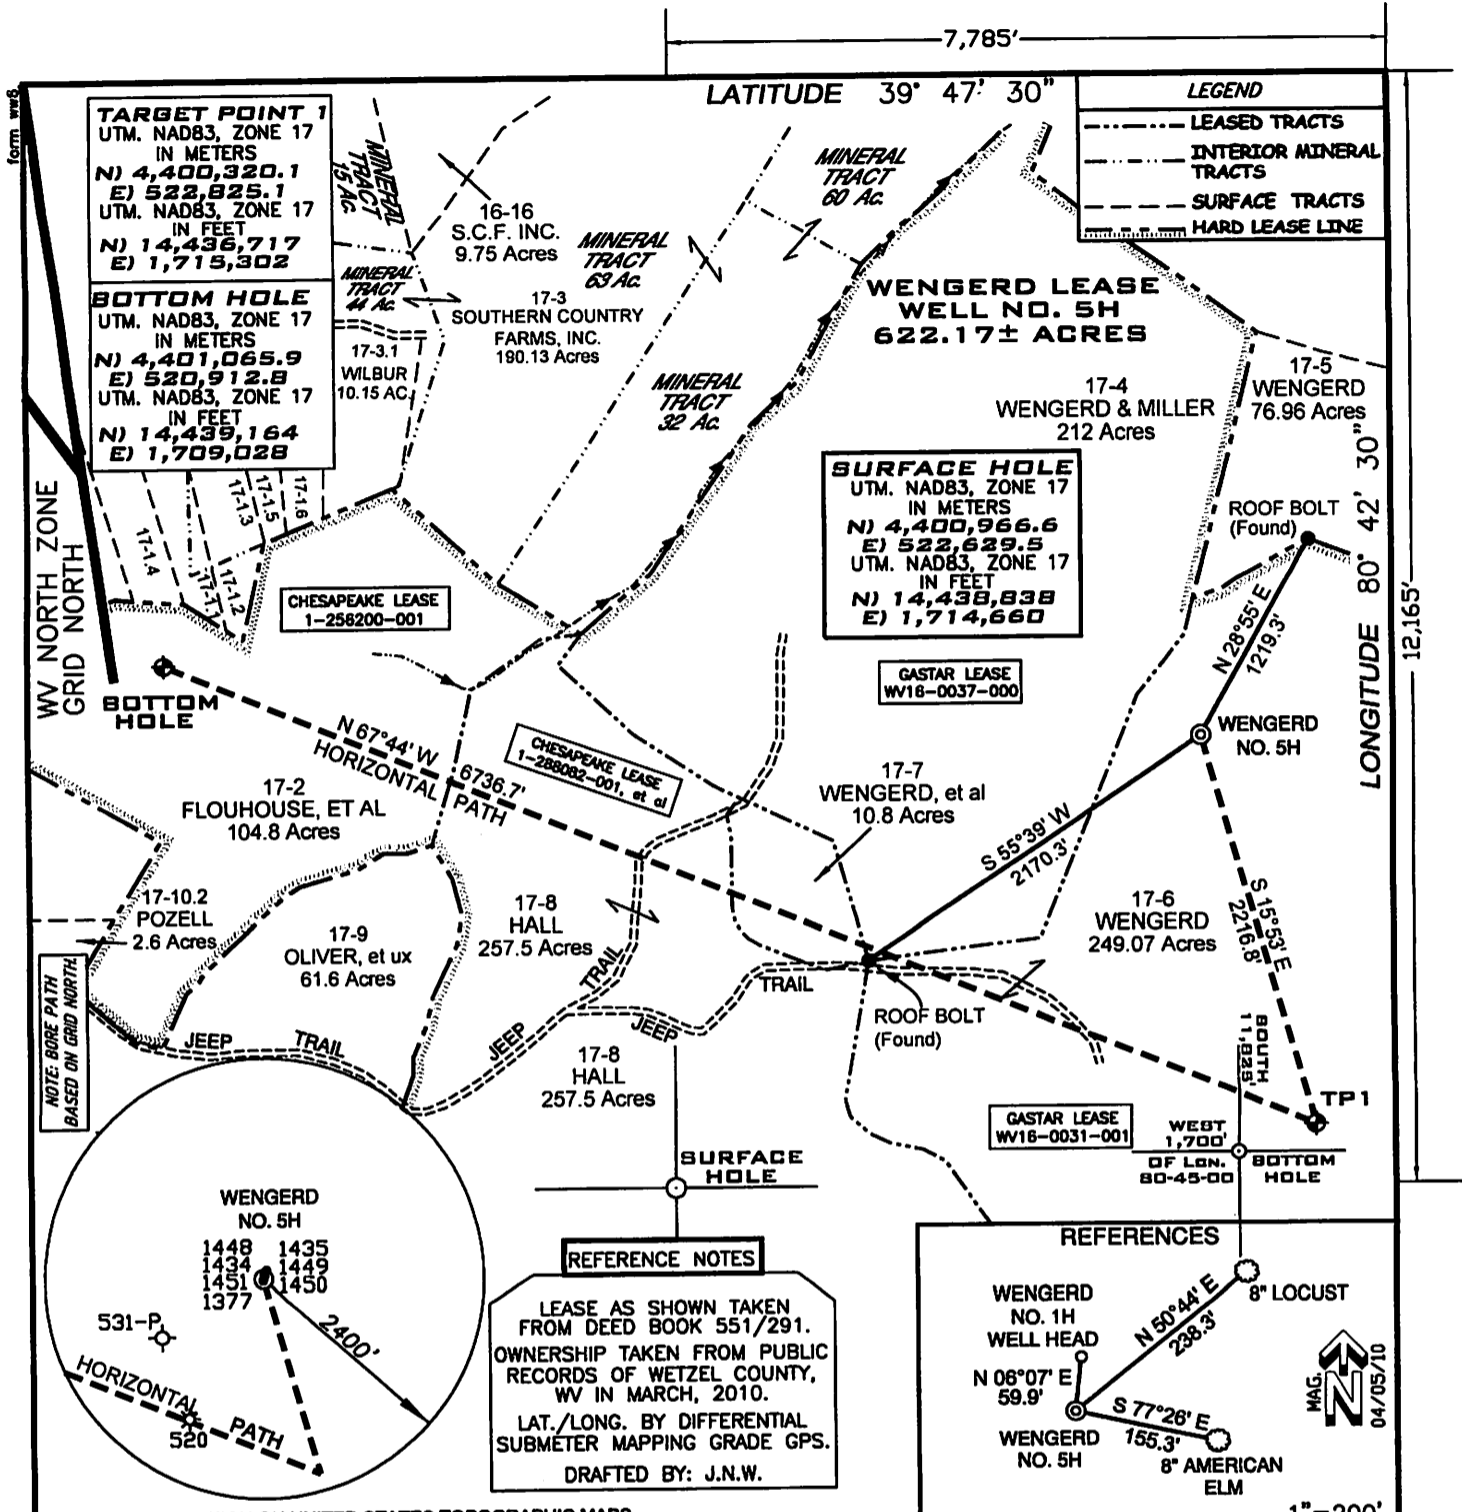 7,785'
form ww6
LATITUDE 39° 47' 30"
LEGEND
LEASED TRACTS
INTERIOR MINERAL
TRACTS
SURFACE TRACTS
HARD LEASE LINE
TARGET POINT 1
UTM. NAD83, ZONE 17
IN METERS
N) 4,400,320.1
E) 522,825.1
UTM. NAD83, ZONE 17
IN FEET
N) 14,436,717
E) 1,715,302
BOTTOM HOLE
UTM. NAD83, ZONE 17
IN METERS
N) 4,401,065.9
E) 520,912.8
UTM. NAD83, ZONE 17
IN FEET
N) 14,439,164
E) 1,709,028
MINERAL
TRACT
15 Ac.
16-16
S.C.F. INC.
9.75 Acres
MINERAL
TRACT
60 Ac.
MINERAL
TRACT
63 Ac.
MINERAL
TRACT
44 Ac.
17-3
SOUTHERN COUNTRY
FARMS, INC.
190.13 Acres
17-3.1
WILBUR
10.15 AC.
MINERAL
TRACT
32 Ac.
WENGERD LEASE
WELL NO. 5H
622.17± ACRES
17-4
WENGERD & MILLER
212 Acres
17-5
WENGERD
76.96 Acres
SURFACE HOLE
UTM. NAD83, ZONE 17
IN METERS
N) 4,400,966.6
E) 522,629.5
UTM. NAD83, ZONE 17
IN FEET
N) 14,438,838
E) 1,714,660
LONGITUDE 80° 42' 30"
12,165'
WV NORTH ZONE
GRID NORTH
17-1.4
17-1.1
17-1.2
17-1.3
17-1.5
17-1.6
CHESAPEAKE LEASE
1-258200-001
ROOF BOLT
(Found)
N 28°55' E
1219.3'
GASTAR LEASE
WV16-0037-000
WENGERD
NO. 5H
BOTTOM
HOLE
N 67°44' W 6736.7'
HORIZONTAL PATH
CHESAPEAKE LEASE
1-288082-001, et al
17-7
WENGERD, et al
10.8 Acres
S 55°39' W
2170.3'
17-2
FLOUHOUSE, ET AL
104.8 Acres
17-10.2
POZELL
2.6 Acres
17-9
OLIVER, et ux
61.6 Acres
17-8
HALL
257.5 Acres
17-6
WENGERD
249.07 Acres
S 15°53' E
2216.8'
NOTE: BORE PATH
BASED ON GRID NORTH.
JEEP TRAIL
JEEP TRAIL
JEEP TRAIL
ROOF BOLT
(Found)
17-8
HALL
257.5 Acres
SOUTH
11,825'
TP1
GASTAR LEASE
WV16-0031-001
WEST
1,700'
OF LON.
80-45-00
BOTTOM
HOLE
SURFACE
HOLE
WENGERD
NO. 5H
1448 1435
1434 1449
1451 1450
1377
531-P
2400'
HORIZONTAL PATH
520
REFERENCE NOTES
LEASE AS SHOWN TAKEN
FROM DEED BOOK 551/291.
OWNERSHIP TAKEN FROM PUBLIC
RECORDS OF WETZEL COUNTY,
WV IN MARCH, 2010.
LAT./LONG. BY DIFFERENTIAL
SUBMETER MAPPING GRADE GPS.
DRAFTED BY: J.N.W.
REFERENCES
WENGERD
NO. 1H
WELL HEAD
N 50°44' E
238.3'
8" LOCUST
N 06°07' E
59.9'
S 77°26' E
155.3'
WENGERD
NO. 5H
8" AMERICAN
ELM
MAG.
N
04/05/10